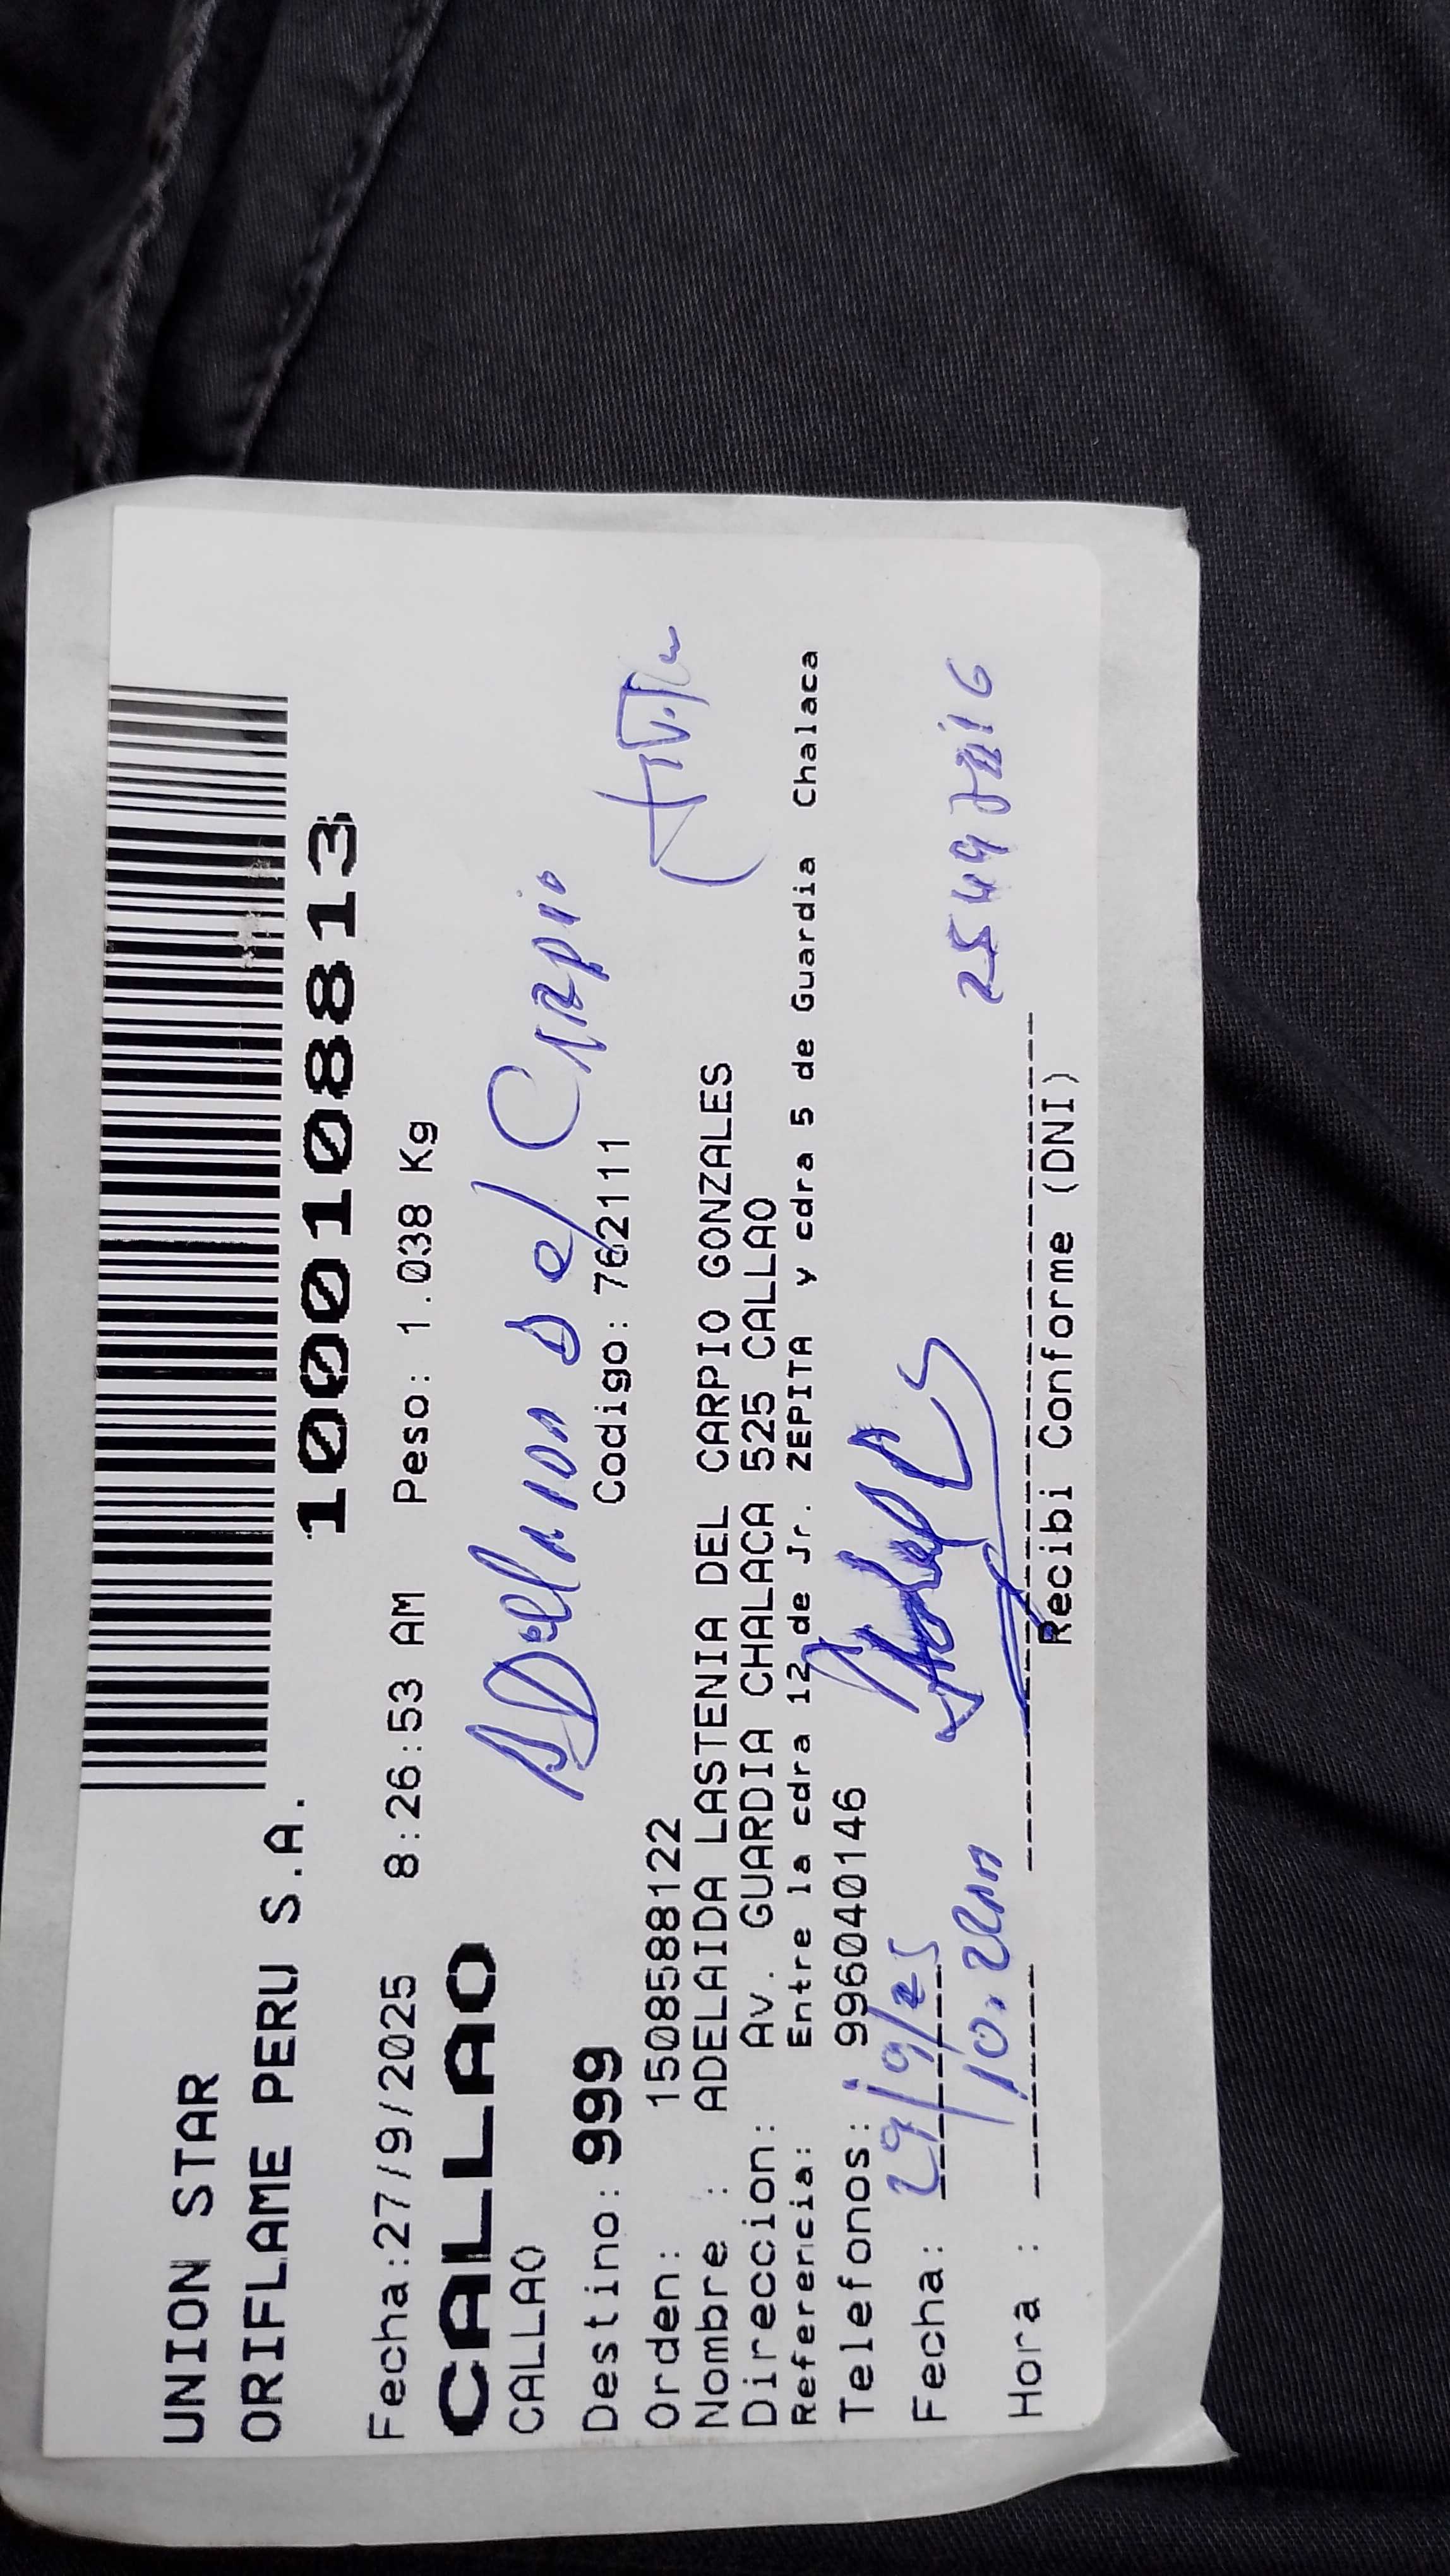 UNION STAR
ORIFLAME PERU S.A.
100108813
Fecha:27/9/2025 8:26:53 AM Peso: 1.038 Kg
CALLAO
CALLAO
Del Carpio
Destino: 999 Codigo: 762111
Orden: 1508588122
Nombre : ADELAIDA LASTENIA DEL CARPIO GONZALES
Direccion: Av. GUARDIA CHALACA 525 CALLAO
Referencia: Entre la cdra 12 de Jr. ZEPITA y cdra 5 de Guardia Chalaca
Telefonos: 996040146
Fecha: 29/9/25
Hora :
Recibi Conforme (DNI)